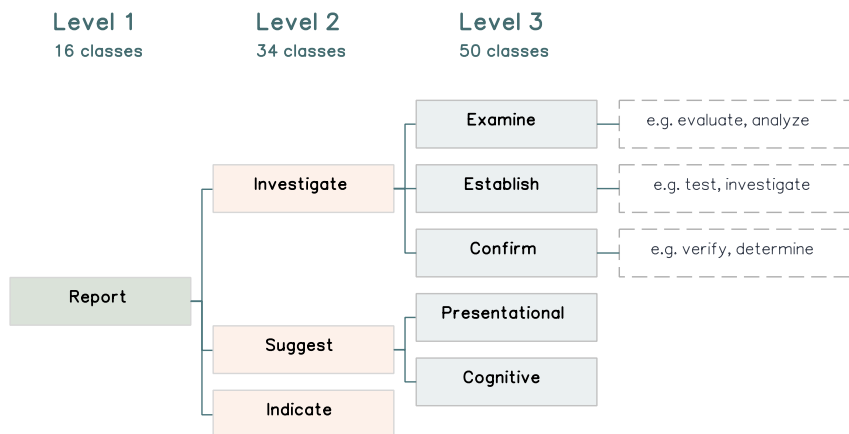 Level 1
16 classes
Level 2
34 classes
Level 3
50 classes
Examine
e.g. evaluate, analyze
Investigate
Establish
e.g. test, investigate
Confirm
e.g. verify, determine
Report
Presentational
Suggest
Cognitive
Indicate